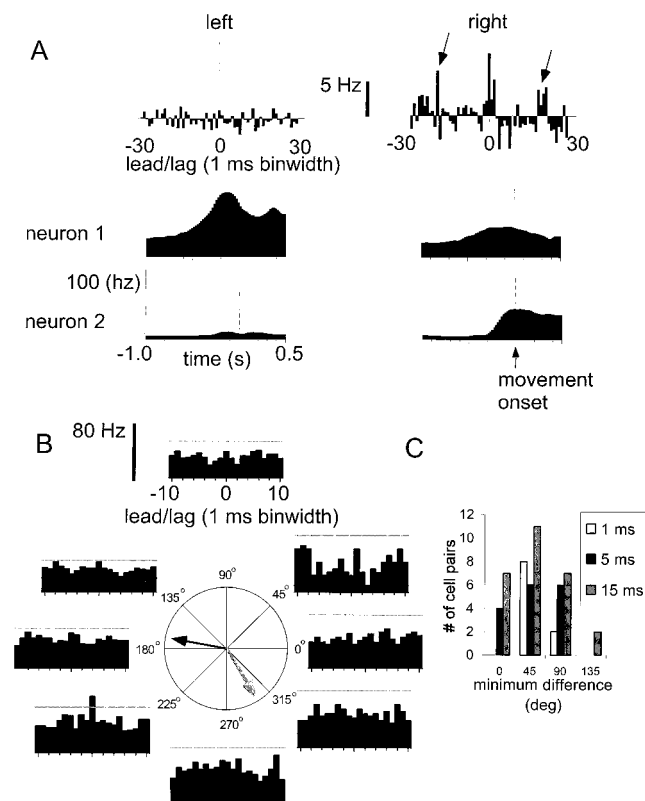 A
left
right
5 Hz
-30 0 30
lead/lag (1 ms binwidth)
-30 0 30
neuron 1
100 (hz)
neuron 2
-1.0 time (s) 0.5
movement
onset
B
80 Hz
-10 0 10
lead/lag (1 ms binwidth)
90°
135° 45°
180° 0°
225° 315°
270°
C
# of cell pairs
12
10
8
6
4
2
0
0 45 90 135
minimum difference
(deg)
1 ms
5 ms
15 ms